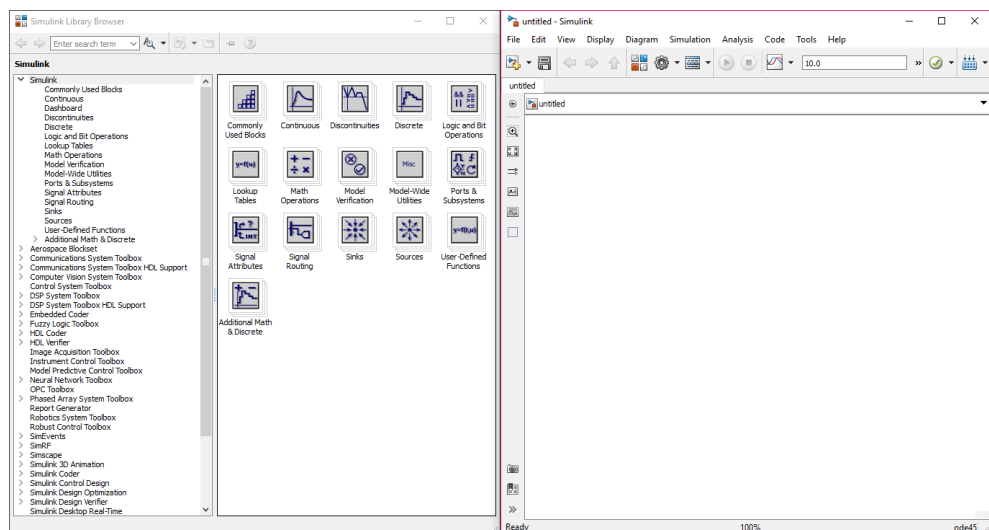 Simulink Library Browser
Enter search term
Simulink
Simulink
Commonly Used Blocks
Continuous
Dashboard
Discontinuities
Discrete
Logic and Bit Operations
Lookup Tables
Math Operations
Model Verification
Model-Wide Utilities
Ports & Subsystems
Signal Attributes
Signal Routing
Sinks
Sources
User-Defined Functions
Additional Math & Discrete
Aerospace Blockset
Communications System Toolbox
Communications System Toolbox HDL Support
Computer Vision System Toolbox
Control System Toolbox
DSP System Toolbox
DSP System Toolbox HDL Support
Embedded Coder
Fuzzy Logic Toolbox
HDL Coder
HDL Verifier
Image Acquisition Toolbox
Instrument Control Toolbox
Model Predictive Control Toolbox
Neural Network Toolbox
OPC Toolbox
Phased Array System Toolbox
Report Generator
Robotics System Toolbox
Robust Control Toolbox
SimEvents
SimRF
Simscape
Simulink 3D Animation
Simulink Coder
Simulink Control Design
Simulink Design Optimization
Simulink Design Verifier
Simulink Desktop Real-Time
Commonly Used Blocks
Continuous
Discontinuities
Discrete
Logic and Bit Operations
y=f(u)
Misc
Lookup Tables
Math Operations
Model Verification
Model-Wide Utilities
Ports & Subsystems
INT
y=f(u)
Signal Attributes
Signal Routing
Sinks
Sources
User-Defined Functions
Additional Math & Discrete
untitled - Simulink
File Edit View Display Diagram Simulation Analysis Code Tools Help
10.0
untitled
untitled
Ready
100%
ode45